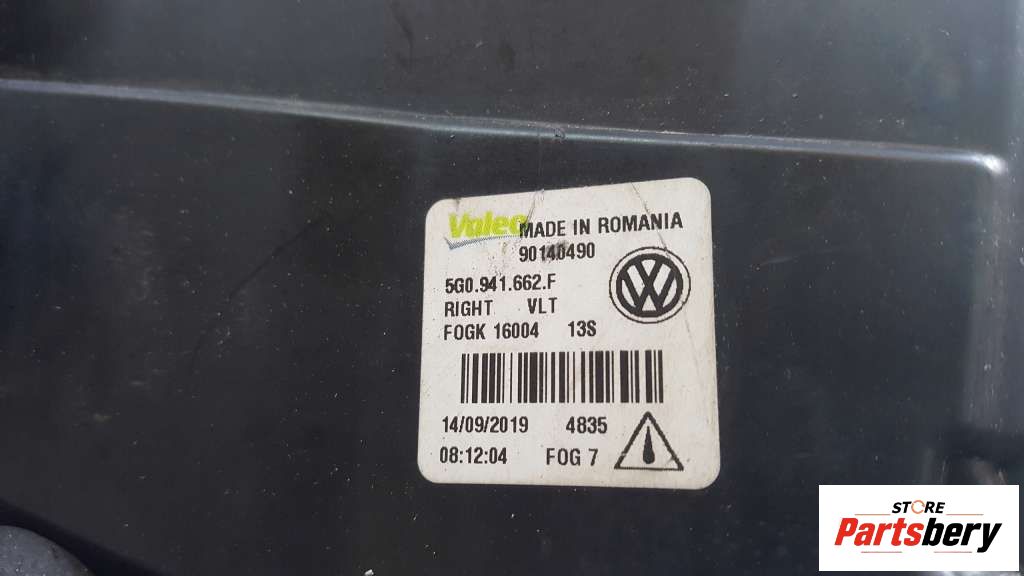 Valeo MADE IN ROMANIA
90140490
5G0.941.662.F
RIGHT VLT
FOGK 16004 13S
14/09/2019 4835
08:12:04 FOG 7
STORE
Partsbery